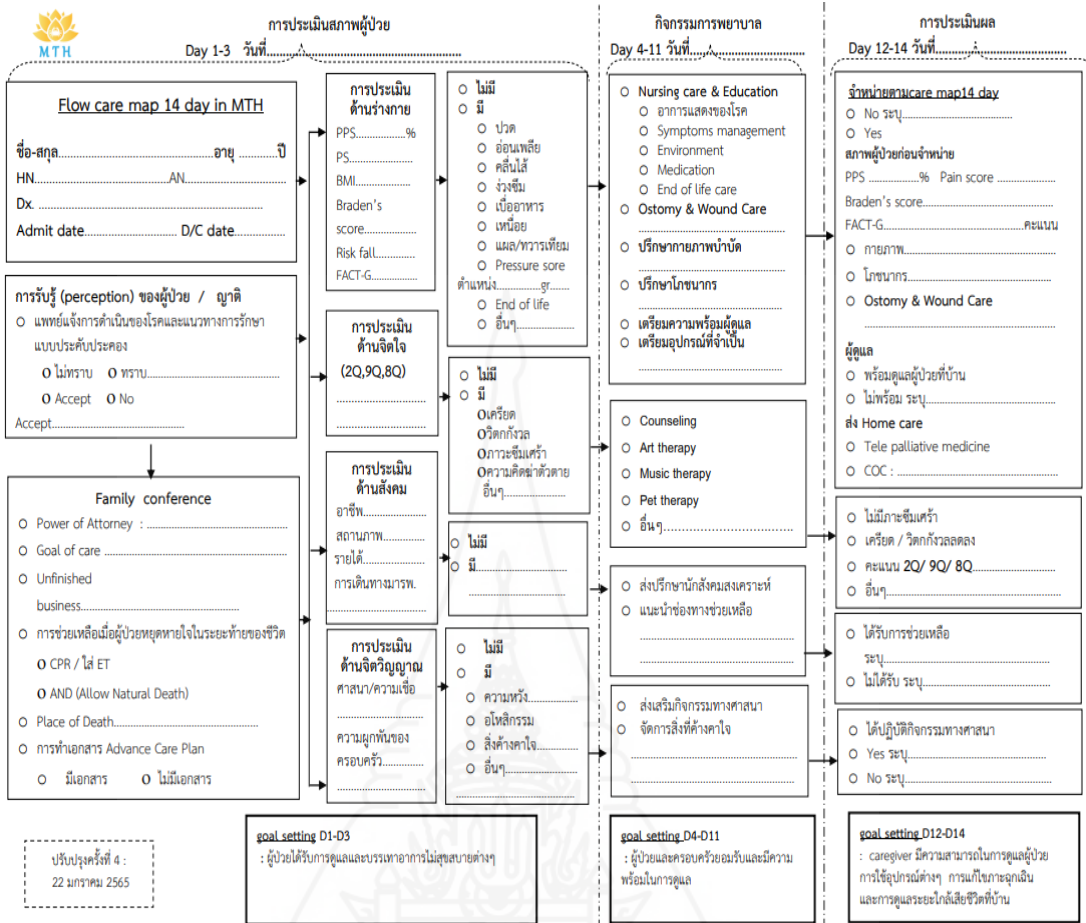 MTH
การประเมินสภาพผู้ป่วย
Day 1-3 วันที่..........................................................
กิจกรรมการพยาบาล
Day 4-11 วันที่..................................
การประเมินผล
Day 12-14 วันที่........................................
Flow care map 14 day in MTH
ชื่อ-สกุล.............................................อายุ ...........ปี
HN.......................................AN..............................
Dx. ..............................................................
Admit date.................... D/C date....................
การรับรู้ (perception) ของผู้ป่วย / ญาติ
แพทย์แจ้งการดำเนินของโรคและแนวทางการรักษา
แบบประคับประคอง
ไม่ทราบ ทราบ....................................
Accept No
Accept....................................
Family conference
Power of Attorney : ........................................
Goal of care ....................................................
Unfinished
business...........................................
การช่วยเหลือเมื่อผู้ป่วยหยุดหายใจในระยะท้ายของชีวิต
CPR / ใส่ ET
AND (Allow Natural Death)
Place of Death........................................
การทำเอกสาร Advance Care Plan
มีเอกสาร ไม่มีเอกสาร
การประเมิน
ด้านร่างกาย
PPS..............%
PS.................
BMI................
Braden's
score..............
Risk fall............
FACT-G.............
การประเมิน
ด้านจิตใจ
(2Q,9Q,8Q)
........................
........................
การประเมิน
ด้านสังคม
อาชีพ.................
สถานภาพ.............
รายได้.................
การเดินทางมารพ.
........................
การประเมิน
ด้านจิตวิญญาณ
ศาสนา/ความเชื่อ
........................
ความผูกพันของ
ครอบครัว...........
........................
ไม่มี
มี
ปวด
อ่อนเพลีย
คลื่นไส้
ง่วงซึม
เบื่ออาหาร
เหนื่อย
แผล/ทวารเทียม
Pressure sore
ตำแหน่ง............gr......
End of life
อื่นๆ.................
ไม่มี
มี
เครียด
วิตกกังวล
ภาวะซึมเศร้า
ความคิดฆ่าตัวตาย
อื่นๆ.......................
ไม่มี
มี............................
.................................
ไม่มี
มี
ความหวัง..............
อโหสิกรรม
สิ่งค้างคาใจ............
อื่นๆ....................
.................................
Nursing care & Education
อาการแสดงของโรค
Symptoms management
Environment
Medication
End of life care
Ostomy & Wound Care
........................................
ปรึกษากายภาพบำบัด
........................................
ปรึกษาโภชนากร
........................................
เตรียมความพร้อมผู้ดูแล
เตรียมอุปกรณ์ที่จำเป็น
........................................
Counseling
Art therapy
Music therapy
Pet therapy
อื่นๆ..................................
ส่งปรึกษานักสังคมสงเคราะห์
แนะนำช่องทางช่วยเหลือ
........................................
........................................
ส่งเสริมกิจกรรมทางศาสนา
จัดการสิ่งที่ค้างคาใจ
........................................
........................................
จำหน่ายตามcare map14 day
No ระบุ...........................
Yes
สภาพผู้ป่วยก่อนจำหน่าย
PPS ..............% Pain score .................
Braden's score....................................
FACT-G........................................คะแนน
กายภาพ........................................
โภชนากร......................................
Ostomy & Wound Care
..................................................
ผู้ดูแล
พร้อมดูแลผู้ป่วยที่บ้าน
ไม่พร้อม ระบุ..................................
ส่ง Home care
Tele palliative medicine
COC : ........................................
ไม่มีภาะซึมเศร้า
เครียด / วิตกกังวลลดลง
คะแนน 2Q/ 9Q/ 8Q.....................
อื่นๆ..........................................
ได้รับการช่วยเหลือ
ระบุ..........................................
ไม่ได้รับ ระบุ.............................
ได้ปฏิบัติกิจกรรมทางศาสนา
Yes ระบุ.............................
No ระบุ..............................
ปรับปรุงครั้งที่ 4 :
22 มกราคม 2565
goal setting D1-D3
: ผู้ป่วยได้รับการดูแลและบรรเทาอาการไม่สุขสบายต่างๆ
goal setting D4-D11
: ผู้ป่วยและครอบครัวยอมรับและมีความ
พร้อมในการดูแล
goal setting D12-D14
: caregiver มีความสามารถในการดูแลผู้ป่วย
การใช้อุปกรณ์ต่างๆ การแก้ไขภาะฉุกเฉิน
และการดูแลระยะใกล้เสียชีวิตที่บ้าน